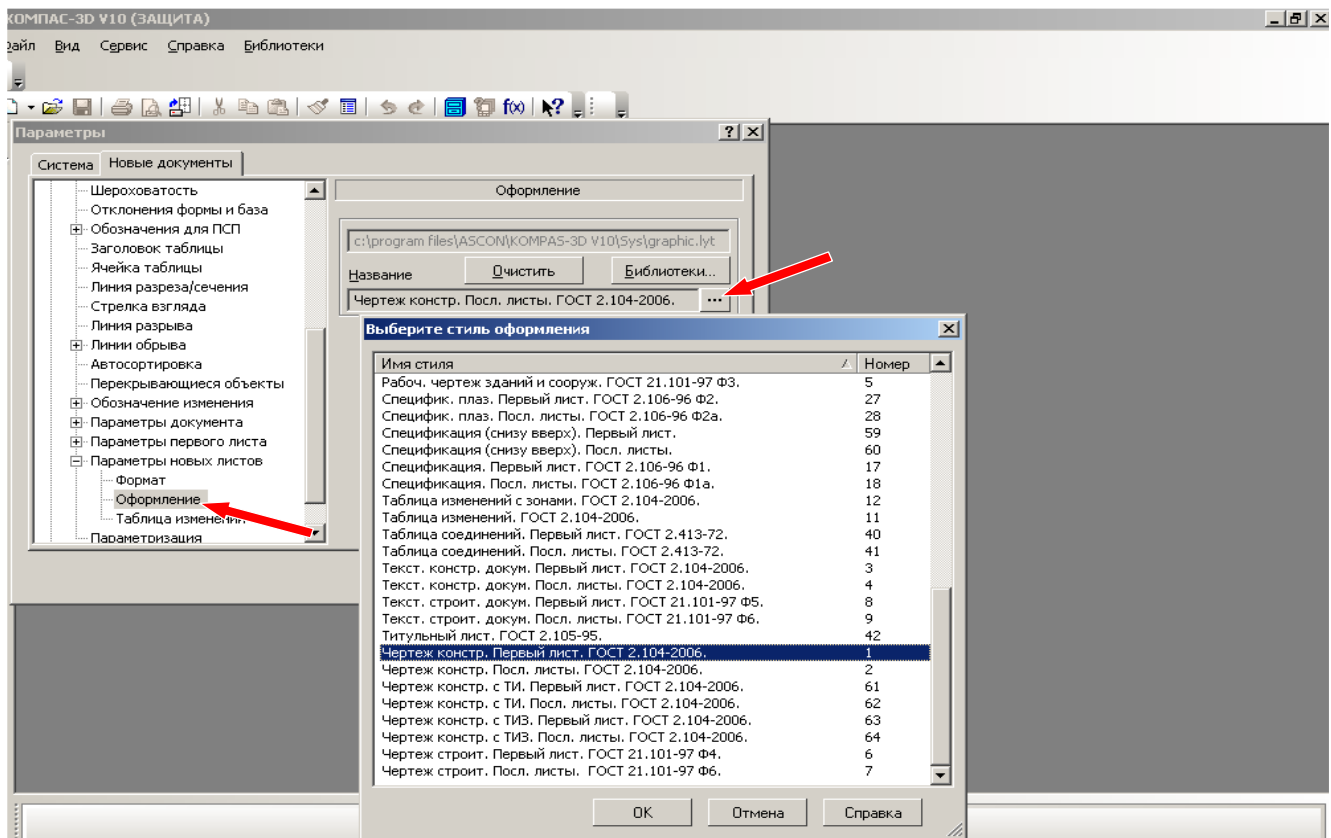 КОМПАС-3D V10 (ЗАЩИТА)
Файл Вид Сервис Справка Библиотеки
f(x) ?
Параметры
Система Новые документы
Шероховатость
Отклонения формы и база
Обозначения для ПСП
Заголовок таблицы
Ячейка таблицы
Линия разреза/сечения
Стрелка взгляда
Линия разрыва
Линии обрыва
Автосортировка
Перекрывающиеся объекты
Обозначение изменения
Параметры документа
Параметры первого листа
Параметры новых листов
Формат
Оформление
Таблица изменений
Параметризация
Оформление
c:\program files\ASCON\KOMPAS-3D V10\Sys\graphic.lyt
Название Очистить Библиотеки...
Чертеж констр. Посл. листы. ГОСТ 2.104-2006. ...
Выберите стиль оформления
Имя стиля Номер
Рабоч. чертеж зданий и сооруж. ГОСТ 21.101-97 Ф3. 5
Специфик. плаз. Первый лист. ГОСТ 2.106-96 Ф2. 27
Специфик. плаз. Посл. листы. ГОСТ 2.106-96 Ф2а. 28
Спецификация (снизу вверх). Первый лист. 59
Спецификация (снизу вверх). Посл. листы. 60
Спецификация. Первый лист. ГОСТ 2.106-96 Ф1. 17
Спецификация. Посл. листы. ГОСТ 2.106-96 Ф1а. 18
Таблица изменений с зонами. ГОСТ 2.104-2006. 12
Таблица изменений. ГОСТ 2.104-2006. 11
Таблица соединений. Первый лист. ГОСТ 2.413-72. 40
Таблица соединений. Посл. листы. ГОСТ 2.413-72. 41
Текст. констр. докум. Первый лист. ГОСТ 2.104-2006. 3
Текст. констр. докум. Посл. листы. ГОСТ 2.104-2006. 4
Текст. строит. докум. Первый лист. ГОСТ 21.101-97 Ф5. 8
Текст. строит. докум. Посл. листы. ГОСТ 21.101-97 Ф6. 9
Титульный лист. ГОСТ 2.105-95. 42
Чертеж констр. Первый лист. ГОСТ 2.104-2006. 1
Чертеж констр. Посл. листы. ГОСТ 2.104-2006. 2
Чертеж констр. с ТИ. Первый лист. ГОСТ 2.104-2006. 61
Чертеж констр. с ТИ. Посл. листы. ГОСТ 2.104-2006. 62
Чертеж констр. с ТИЗ. Первый лист. ГОСТ 2.104-2006. 63
Чертеж констр. с ТИЗ. Посл. листы. ГОСТ 2.104-2006. 64
Чертеж строит. Первый лист. ГОСТ 21.101-97 Ф4. 6
Чертеж строит. Посл. листы. ГОСТ 21.101-97 Ф6. 7
ОК Отмена Справка